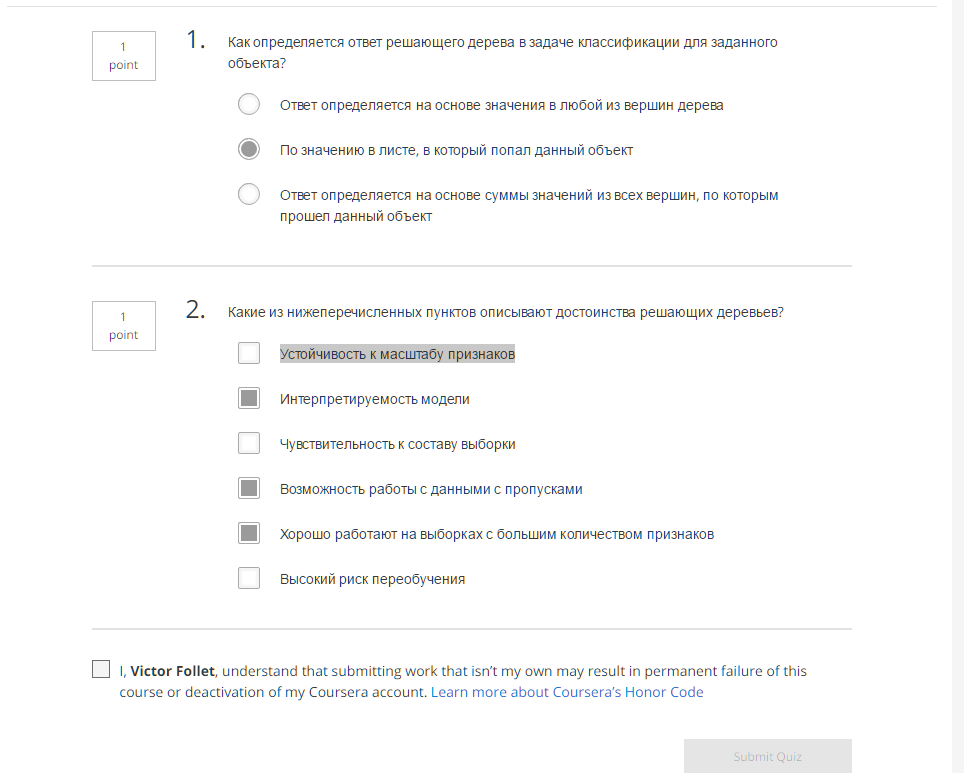 1
point
1.
Как определяется ответ решающего дерева в задаче классификации для заданного
объекта?
Ответ определяется на основе значения в любой из вершин дерева
По значению в листе, в который попал данный объект
Ответ определяется на основе суммы значений из всех вершин, по которым
прошел данный объект
1
point
2.
Какие из нижеперечисленных пунктов описывают достоинства решающих деревьев?
Устойчивость к масштабу признаков
Интерпретируемость модели
Чувствительность к составу выборки
Возможность работы с данными с пропусками
Хорошо работают на выборках с большим количеством признаков
Высокий риск переобучения
I, Victor Follet, understand that submitting work that isn't my own may result in permanent failure of this
course or deactivation of my Coursera account. Learn more about Coursera's Honor Code
Submit Quiz